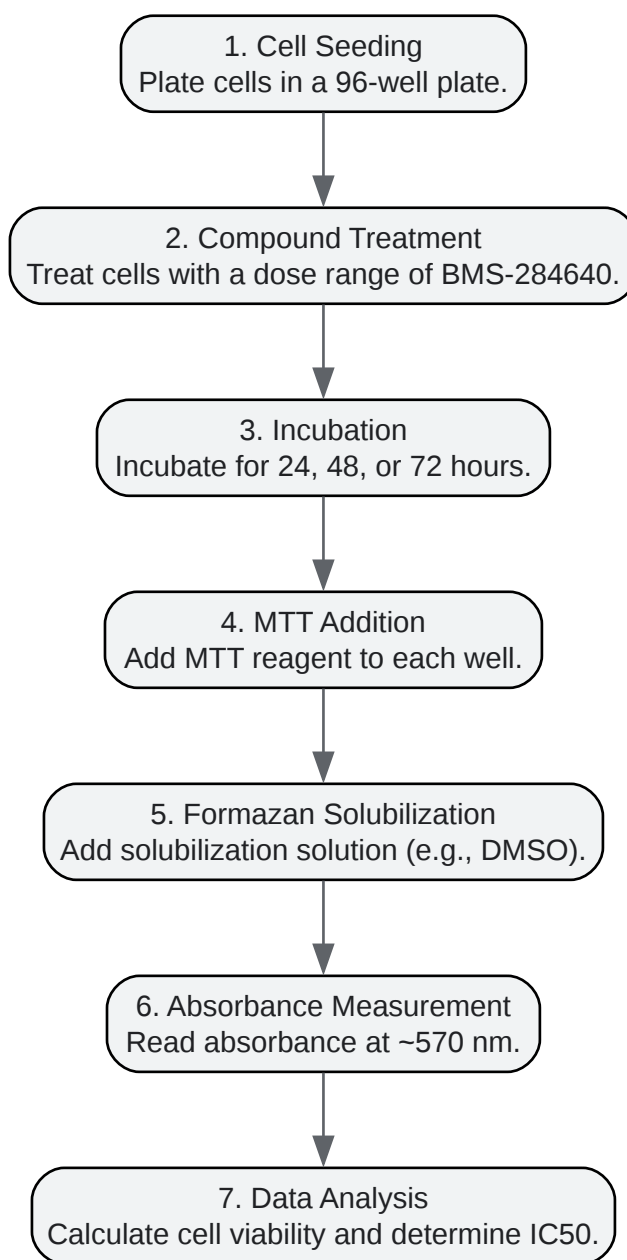 1. Cell Seeding
Plate cells in a 96-well plate.
2. Compound Treatment
Treat cells with a dose range of BMS-284640.
3. Incubation
Incubate for 24, 48, or 72 hours.
4. MTT Addition
Add MTT reagent to each well.
5. Formazan Solubilization
Add solubilization solution (e.g., DMSO).
6. Absorbance Measurement
Read absorbance at ~570 nm.
7. Data Analysis
Calculate cell viability and determine IC50.